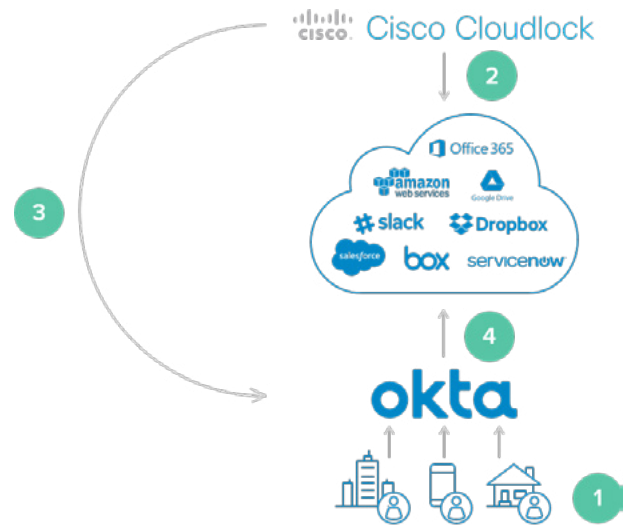 CISCO. Cisco Cloudlock
2
Office 365
amazon
web services
Google Drive
3
slack
Dropbox
salesforce
box
servicenow
4
okta
1